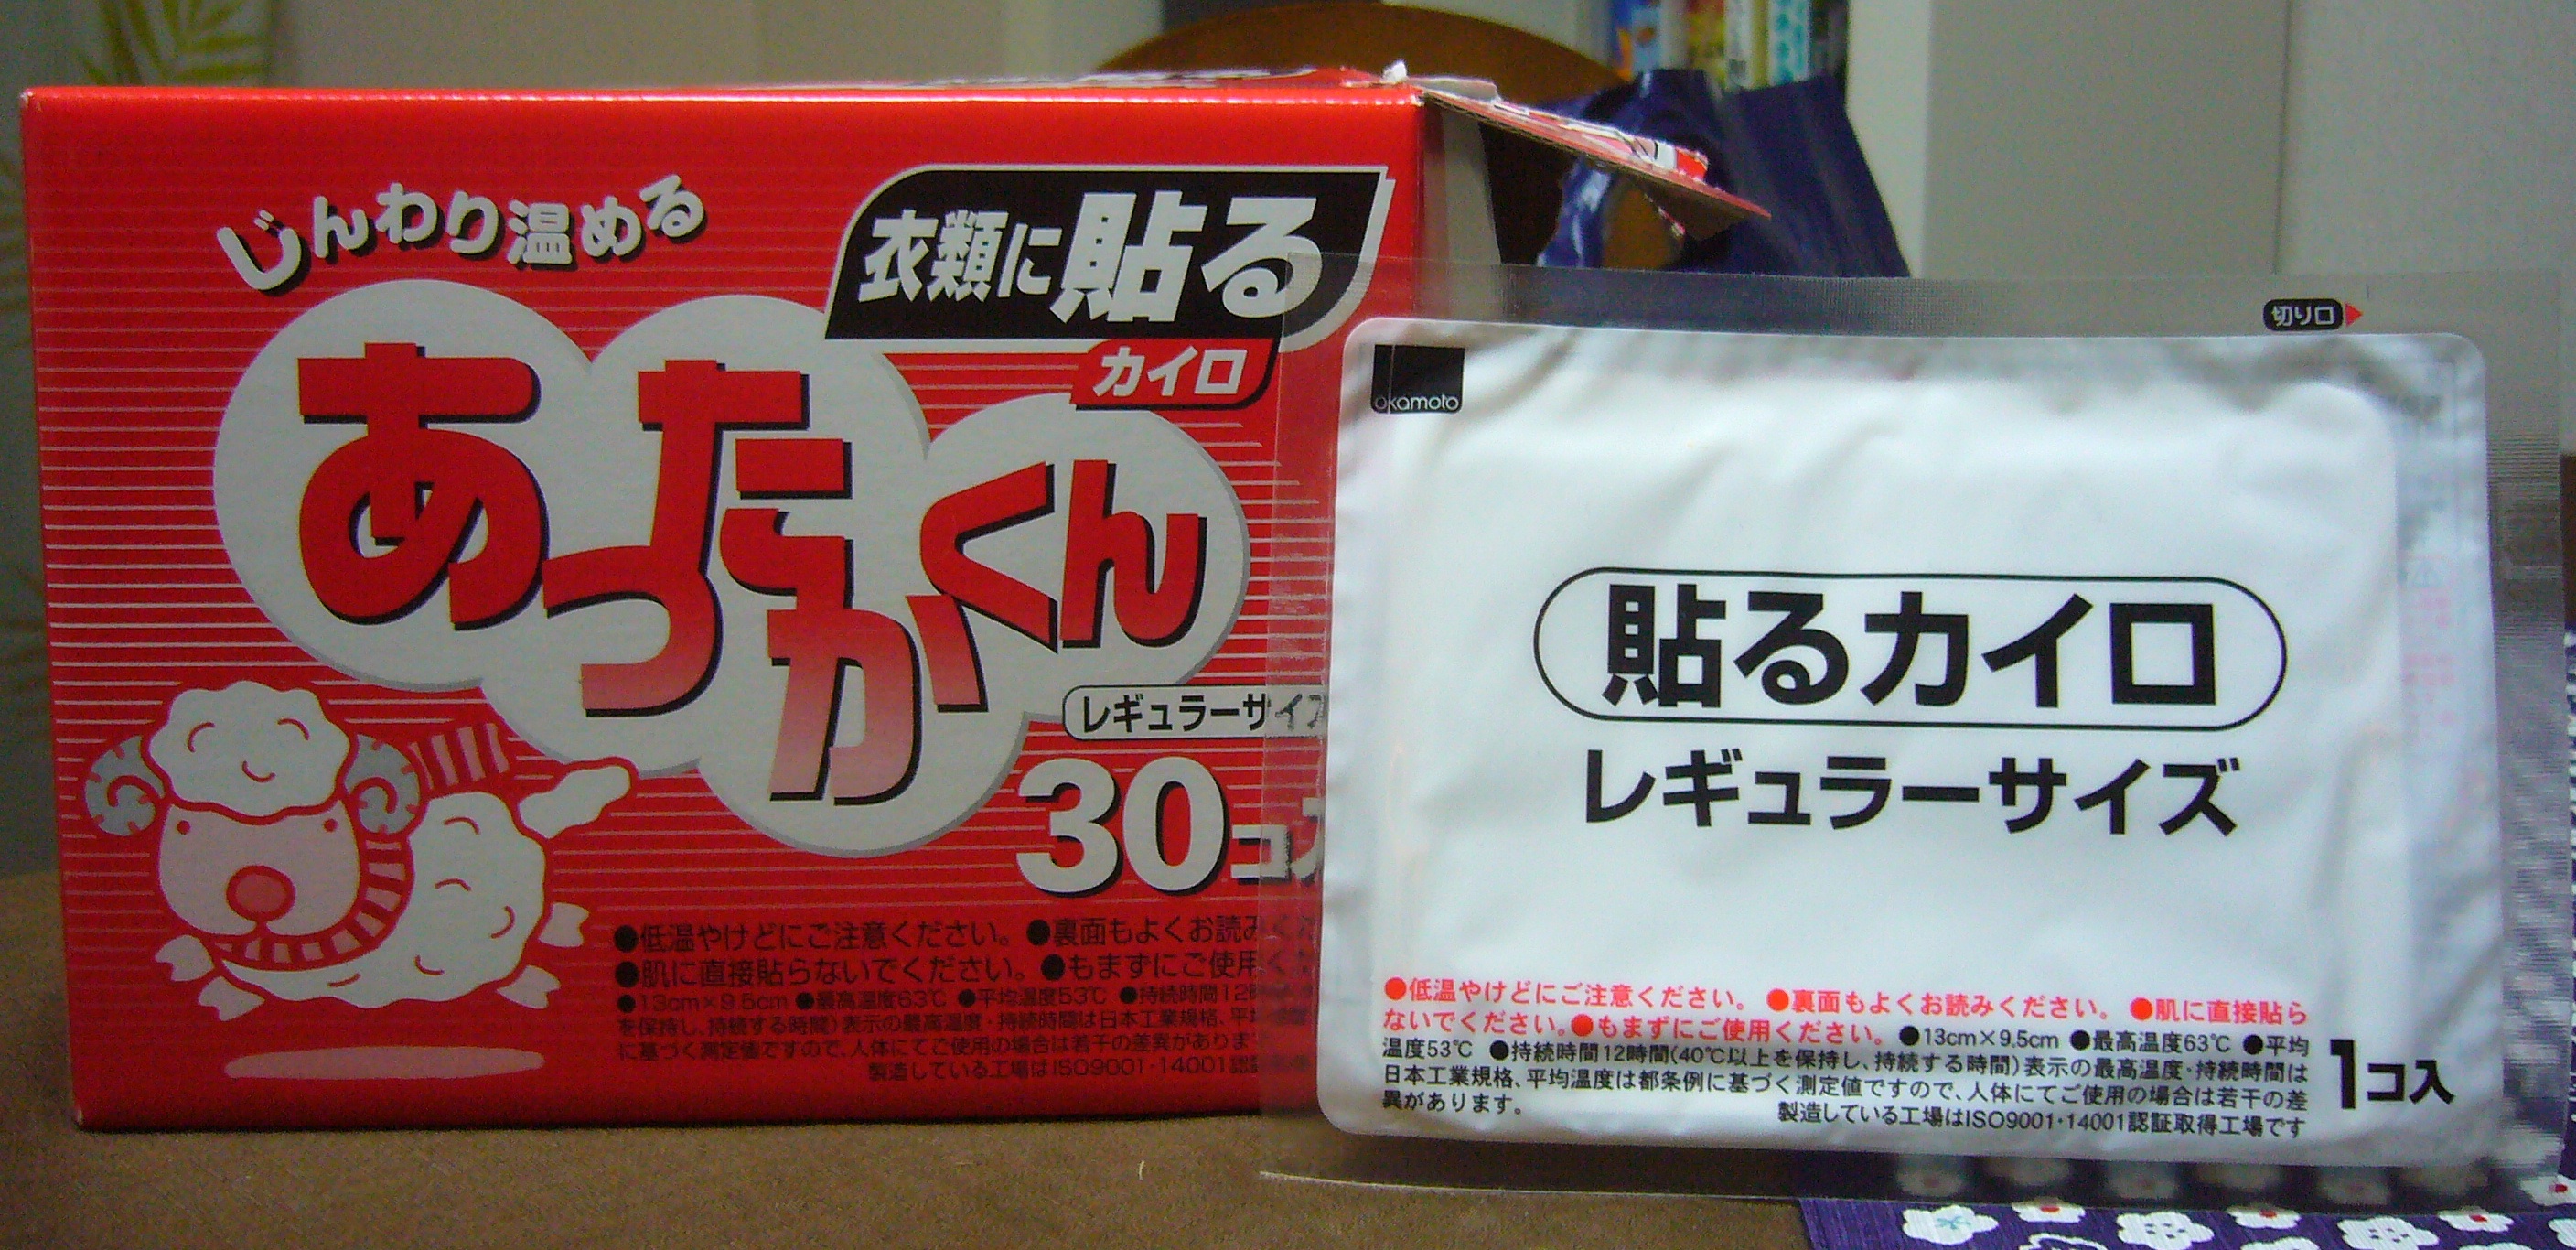 じんわり温める
衣類に貼る
カイロ
あったかくん
レギュラーサイズ
30コ入
●低温やけどにご注意ください。●裏面もよくお読みくだ
●肌に直接貼らないでください。●もまずにご使用くだ
●13cm×9.5cm ●最高温度63℃ ●平均温度53℃ ●持続時間12時
を保持し、持続する時間)表示の最高温度・持続時間は日本工業規格、平均
に基づく測定値ですので、人体にてご使用の場合は若干の差異がありま
製造している工場はISO9001・14001認証
切り口
okamoto
貼るカイロ
レギュラーサイズ
●低温やけどにご注意ください。 ●裏面もよくお読みください。 ●肌に直接貼ら
ないでください。●もまずにご使用ください。 ●13cm×9.5cm ●最高温度63℃ ●平均
温度53℃ ●持続時間12時間(40℃以上を保持し、持続する時間)表示の最高温度・持続時間は
日本工業規格、平均温度は都条例に基づく測定値ですので、人体にてご使用の場合は若干の差
異があります。
製造している工場はISO9001・14001認証取得工場です
1コ入